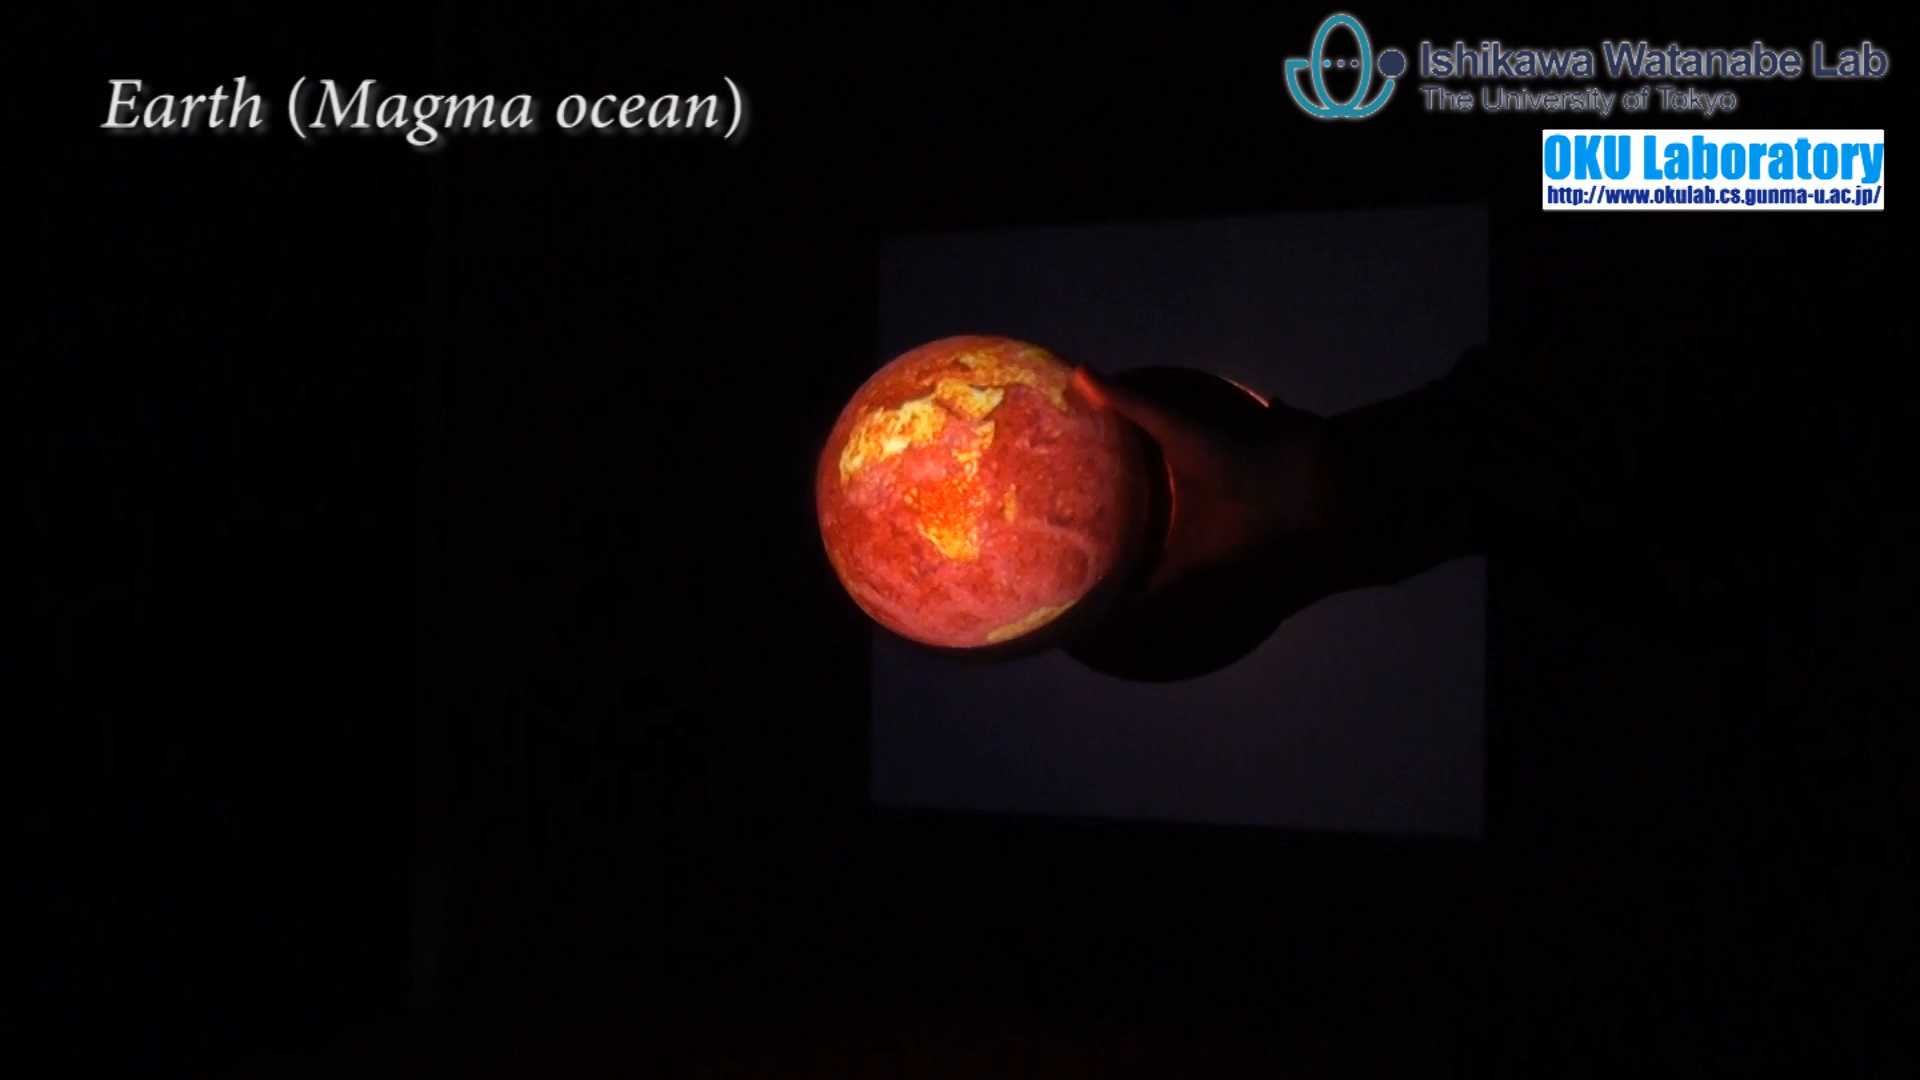 Earth (Magma ocean)
Ishikawa Watanabe Lab
The University of Tokyo
OKU Laboratory
http://www.okulab.cs.gunma-u.ac.jp/